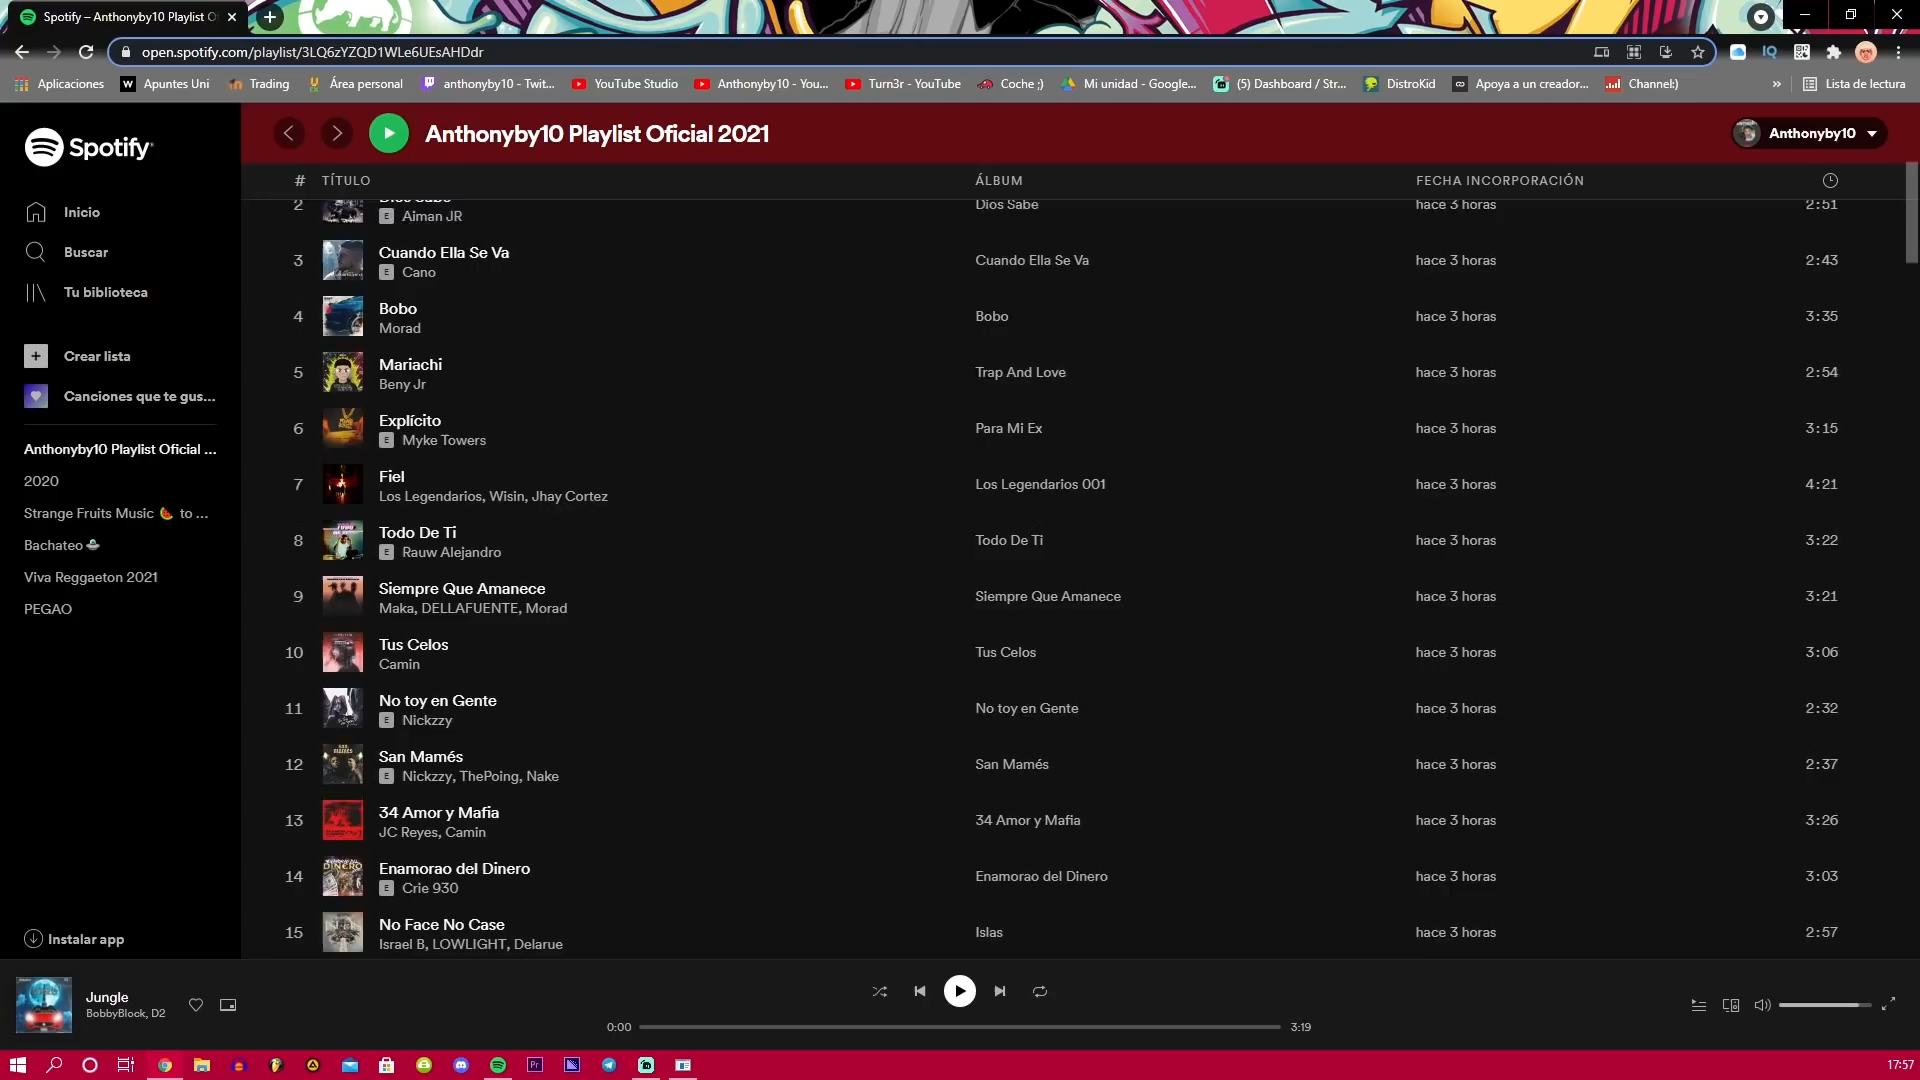 Spotify – Anthonyby10 Playlist O
open.spotify.com/playlist/3LQ6zYZQD1WLe6UEsAHDdr
Aplicaciones
Apuntes Uni
Trading
Área personal
anthonyby10 - Twit...
YouTube Studio
Anthonyby10 - You...
Turn3r - YouTube
Coche ;)
Mi unidad - Google...
(5) Dashboard / Str...
DistroKid
Apoya a un creador...
Channel:)
»
Lista de lectura
Spotify
Anthonyby10 Playlist Oficial 2021
Anthonyby10
Inicio
Buscar
Tu biblioteca
Crear lista
Canciones que te gus...
Anthonyby10 Playlist Oficial ...
2020
Strange Fruits Music 🍉 to ...
Bachateo 🛸
Viva Reggaeton 2021
PEGAO
Instalar app
# TÍTULO ÁLBUM FECHA INCORPORACIÓN
2 Dios Sabe Dios Sabe hace 3 horas 2:51
E Aiman JR
3 Cuando Ella Se Va Cuando Ella Se Va hace 3 horas 2:43
E Cano
4 Bobo Bobo hace 3 horas 3:35
Morad
5 Mariachi Trap And Love hace 3 horas 2:54
Beny Jr
6 Explícito Para Mi Ex hace 3 horas 3:15
E Myke Towers
7 Fiel Los Legendarios 001 hace 3 horas 4:21
Los Legendarios, Wisin, Jhay Cortez
8 Todo De Ti Todo De Ti hace 3 horas 3:22
E Rauw Alejandro
9 Siempre Que Amanece Siempre Que Amanece hace 3 horas 3:21
Maka, DELLAFUENTE, Morad
10 Tus Celos Tus Celos hace 3 horas 3:06
Camin
11 No toy en Gente No toy en Gente hace 3 horas 2:32
E Nickzzy
12 San Mamés San Mamés hace 3 horas 2:37
E Nickzzy, ThePoing, Nake
13 34 Amor y Mafia 34 Amor y Mafia hace 3 horas 3:26
JC Reyes, Camin
14 Enamorao del Dinero Enamorao del Dinero hace 3 horas 3:03
E Crie 930
15 No Face No Case Islas hace 3 horas 2:57
Israel B, LOWLIGHT, Delarue
Jungle
BobbyBlock, D2
0:00
3:19
17:57